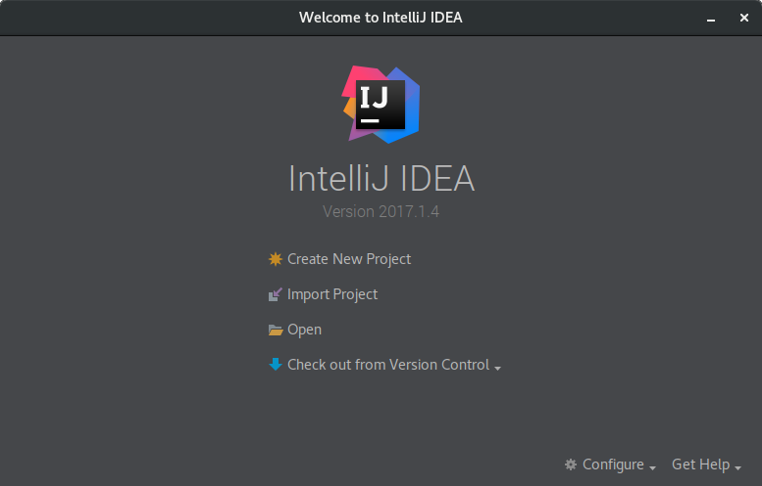 Welcome to IntelliJ IDEA
IJ
IntelliJ IDEA
Version 2017.1.4
Create New Project
Import Project
Open
Check out from Version Control
Configure Get Help